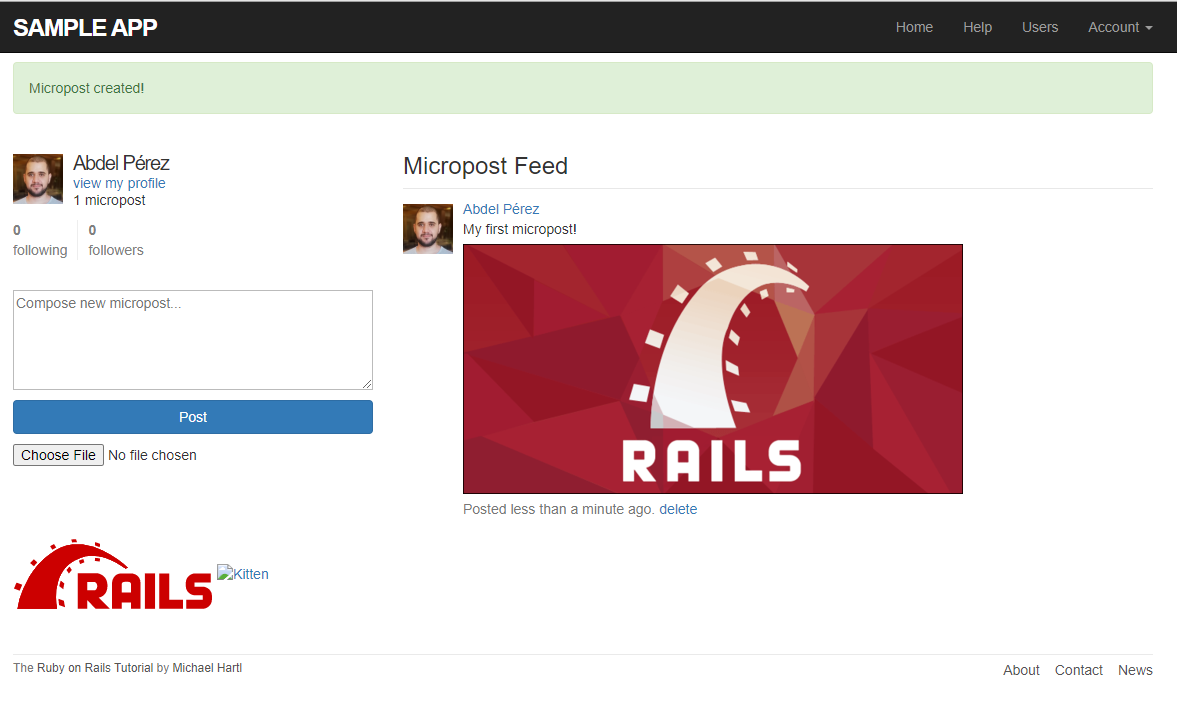 SAMPLE APP
Home Help Users Account
Micropost created!
Abdel Pérez
view my profile
1 micropost
0 0
following followers
Compose new micropost...
Post
Choose File No file chosen
Micropost Feed
Abdel Pérez
My first micropost!
RAILS
Posted less than a minute ago. delete
RAILS Kitten
The Ruby on Rails Tutorial by Michael Hartl
About Contact News